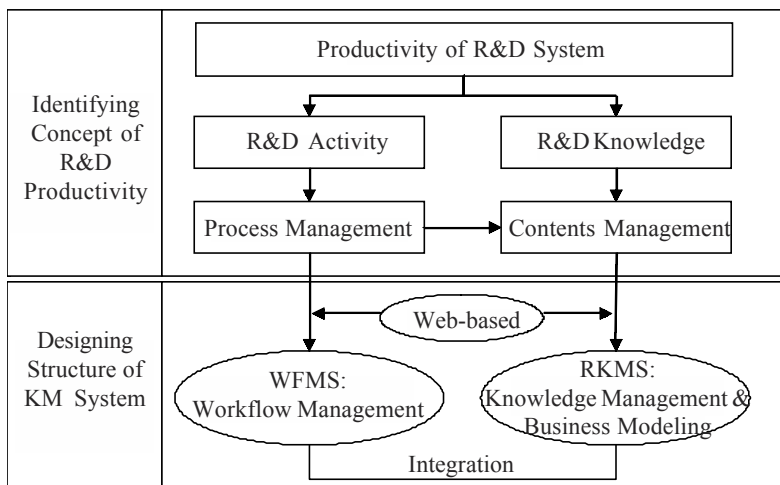 Productivity of R&D System
Identifying
Concept of
R&D
Productivity
R&D Activity
R&D Knowledge
Process Management
Contents Management
Web-based
Designing
Structure of
KM System
WFMS:
Workflow Management
RKMS:
Knowledge Management &
Business Modeling
Integration